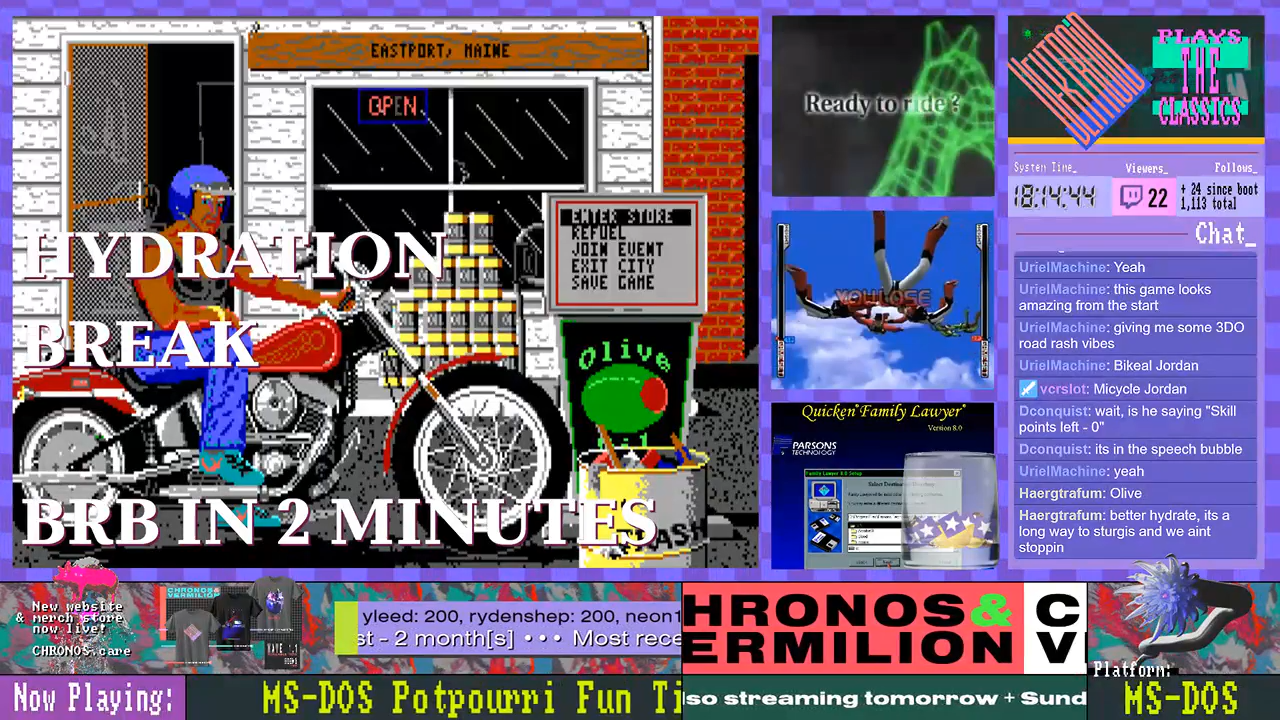 EASTPORT, MAINE
OPEN
ENTER STORE
REFUEL
JOIN EVENT
EXIT CITY
SAVE GAME
Olive
HYDRATION
BREAK
BRB IN 2 MINUTES
Ready to ride?
YOU LOSE
Quicken Family Lawyer
Version 8.0
PARSONS
TECHNOLOGY
Family Lawyer 8.0 Setup
PLAYS
THE
CLASSICS
System Time_
Viewers_
Follows_
18:14:44
22
+ 24 since boot
1,113 total
Chat_
UrielMachine: Yeah
UrielMachine: this game looks
amazing from the start
UrielMachine: giving me some 3DO
road rash vibes
UrielMachine: Bikeal Jordan
vcrslot: Micycle Jordan
Dconquist: wait, is he saying "Skill
points left - 0"
Dconquist: its in the speech bubble
UrielMachine: yeah
Haergtrafum: Olive
Haergtrafum: better hydrate, its a
long way to sturgis and we aint
stoppin
New website
& merch store
now live!
CHRONOS.care
CHRONOS&
VERMILION
yleed: 200, rydenshep: 200, neon1
st - 2 month[s] • • • Most rece
HRONOS&
ERMILION
C
V
Platform:
MS-DOS
Now Playing:
MS-DOS Potpourri Fun Ti
so streaming tomorrow + Sund